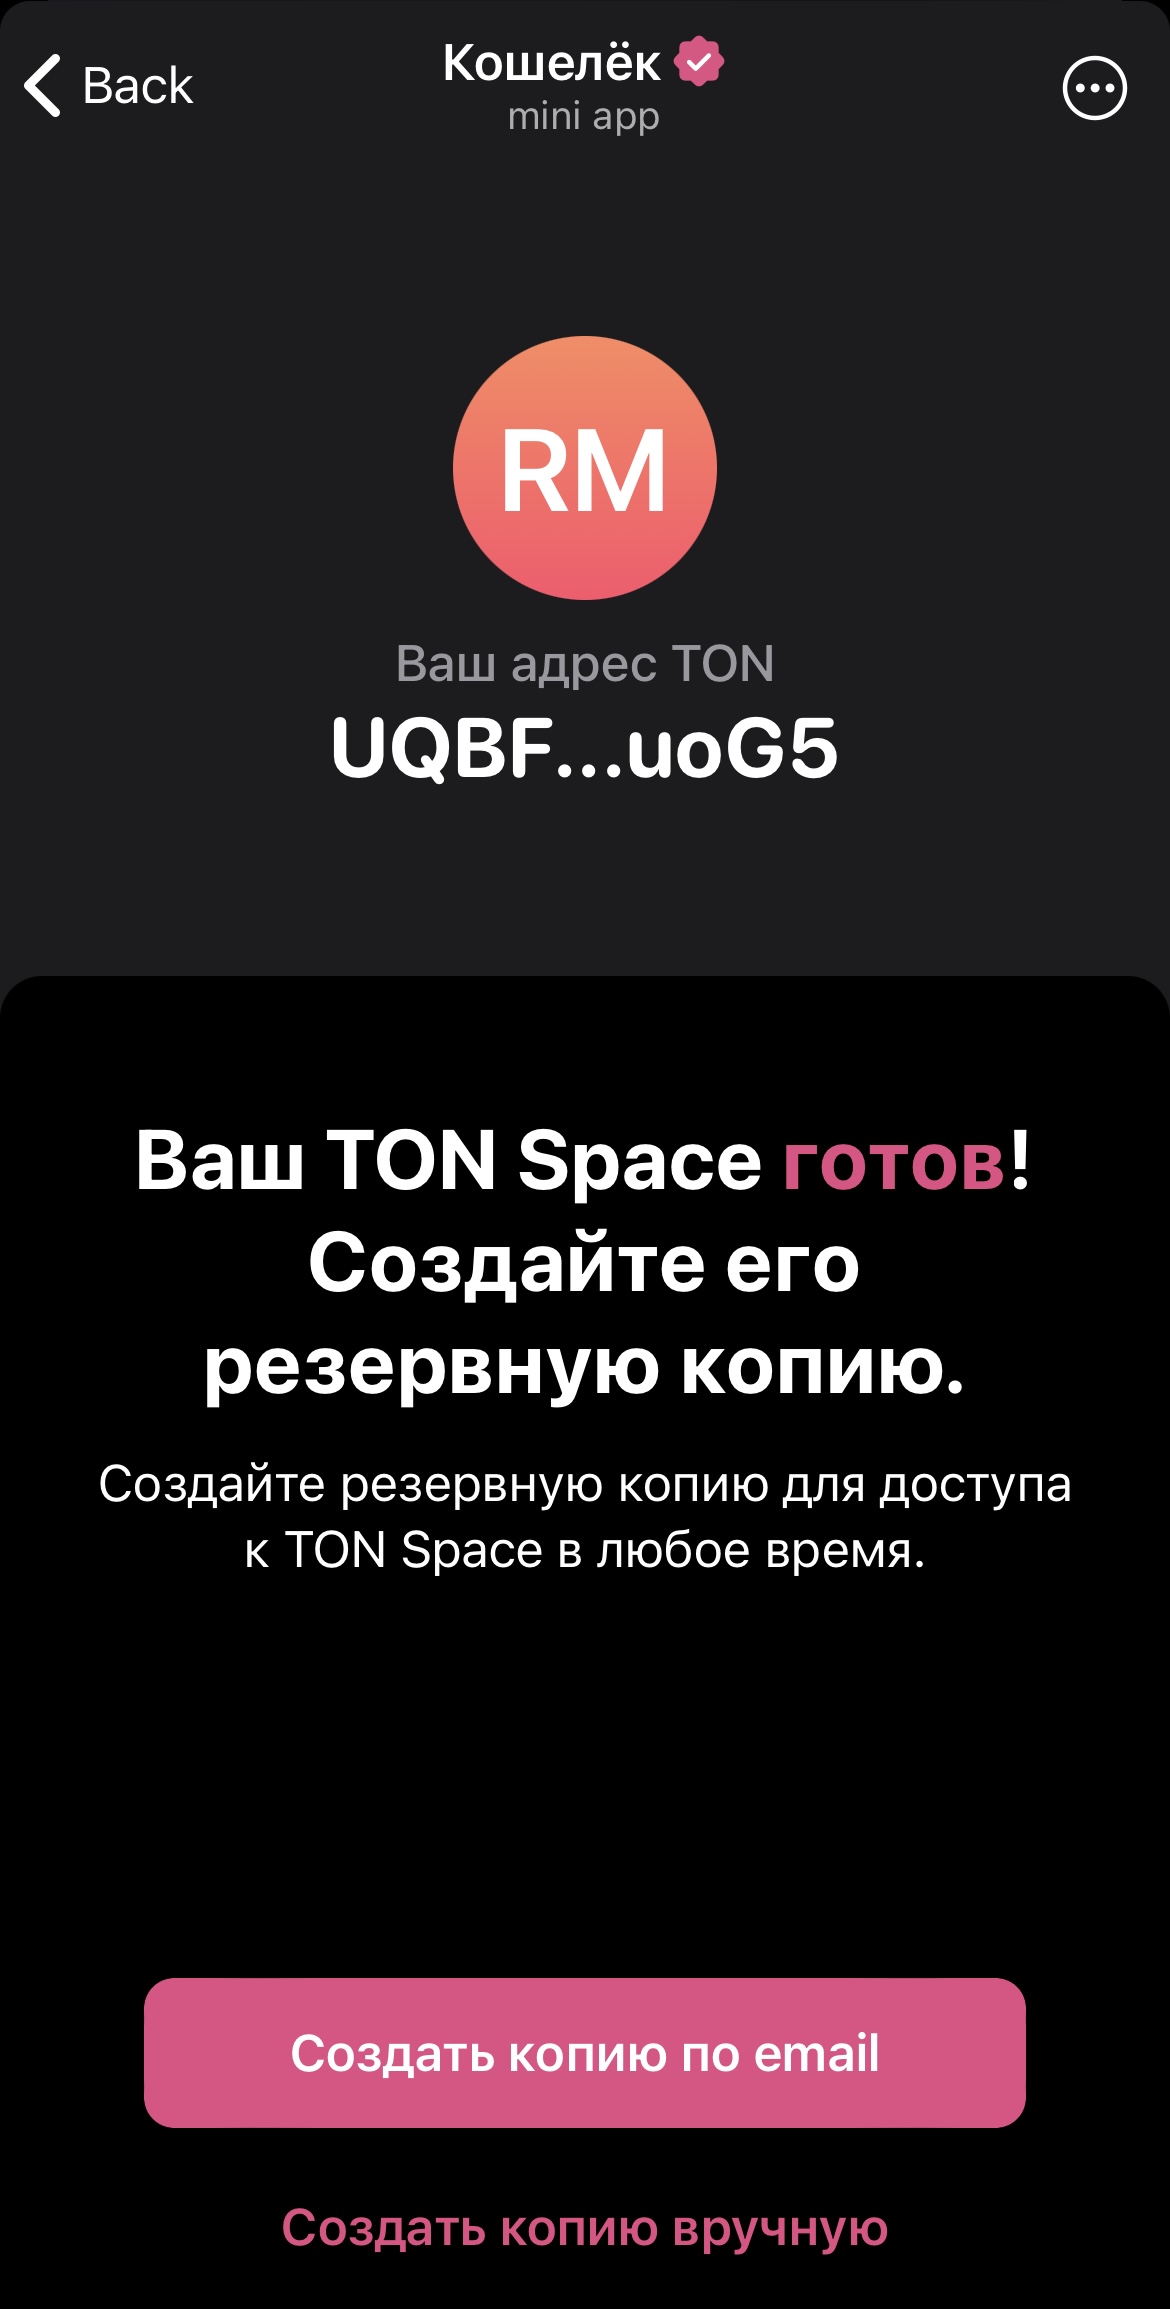 Back
Кошелёк
mini app
RM
Ваш адрес TON
UQBF...uoG5
Ваш TON Space готов!
Создайте его
резервную копию.
Создайте резервную копию для доступа
к TON Space в любое время.
Создать копию по email
Создать копию вручную